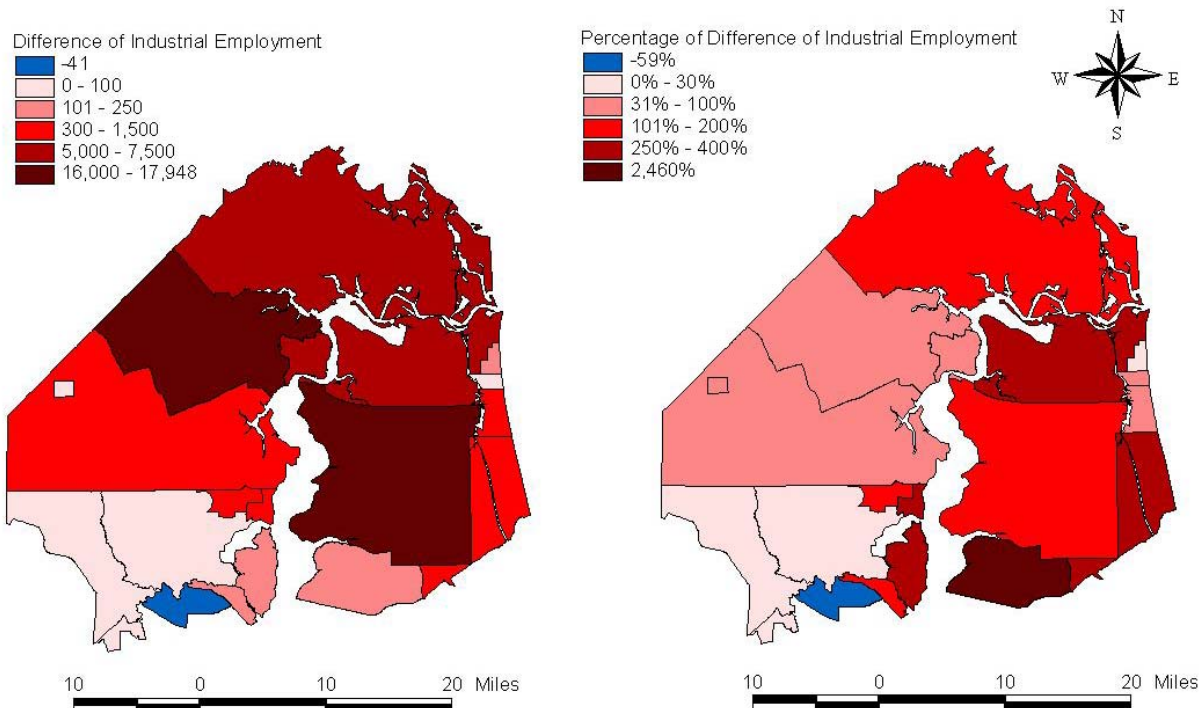 Difference of Industrial Employment
-41
0 - 100
101 - 250
300 - 1,500
5,000 - 7,500
16,000 - 17,948
Percentage of Difference of Industrial Employment
-59%
0% - 30%
31% - 100%
101% - 200%
250% - 400%
2,460%
N
W
E
S
10 0 10 20 Miles
10 0 10 20 Miles